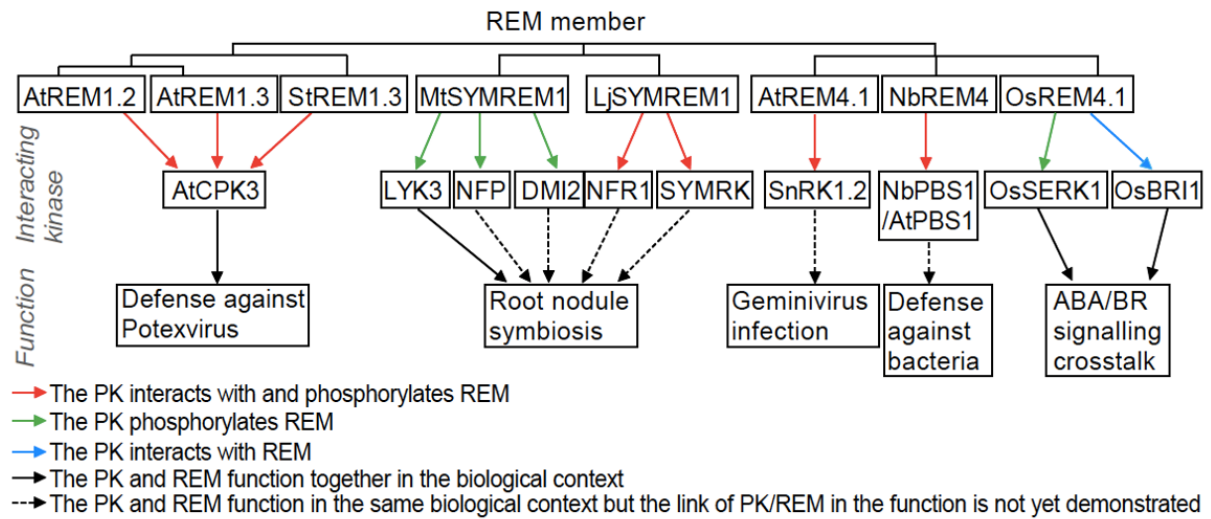 REM member
AtREM1.2 AtREM1.3 StREM1.3 MtSYMREM1 LjSYMREM1 AtREM4.1 NbREM4 OsREM4.1
Interacting
kinase
AtCPK3 LYK3 NFP DMI2 NFR1 SYMRK SnRK1.2 NbPBS1 OsSERK1 OsBRI1
/AtPBS1
Function
Defense against
Potexvirus
Root nodule
symbiosis
Geminivirus
infection
Defense
against
bacteria
ABA/BR
signalling
crosstalk
The PK interacts with and phosphorylates REM
The PK phosphorylates REM
The PK interacts with REM
The PK and REM function together in the biological context
The PK and REM function in the same biological context but the link of PK/REM in the function is not yet demonstrated